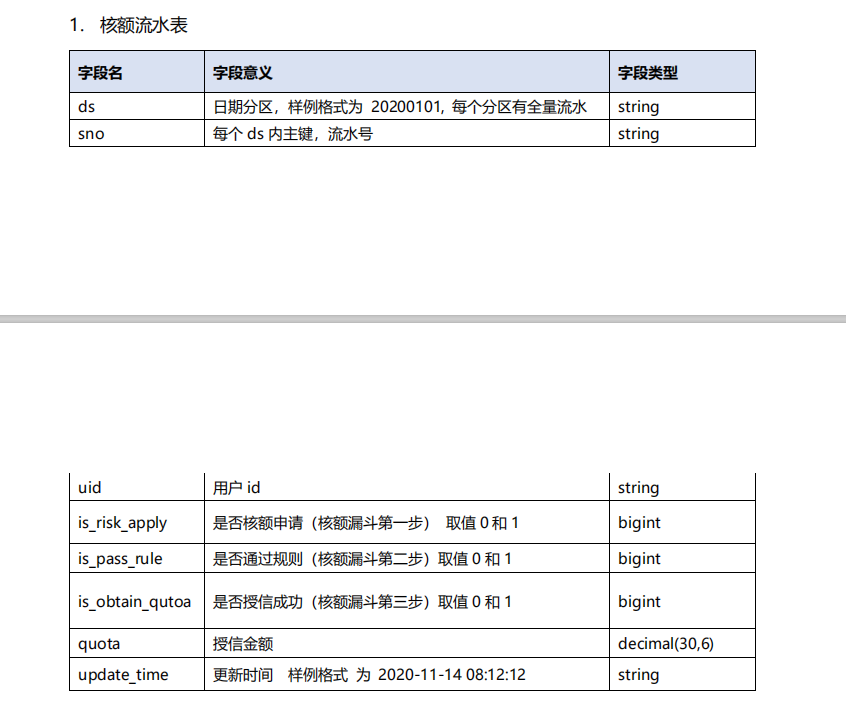 1. 核额流水表
字段名 字段意义 字段类型
ds 日期分区，样例格式为 20200101, 每个分区有全量流水 string
sno 每个 ds 内主键，流水号 string
uid 用户 id string
is_risk_apply 是否核额申请（核额漏斗第一步） 取值 0 和 1 bigint
is_pass_rule 是否通过规则（核额漏斗第二步）取值 0 和 1 bigint
is_obtain_qutoa 是否授信成功（核额漏斗第三步）取值 0 和 1 bigint
quota 授信金额 decimal(30,6)
update_time 更新时间 样例格式 为 2020-11-14 08:12:12 string